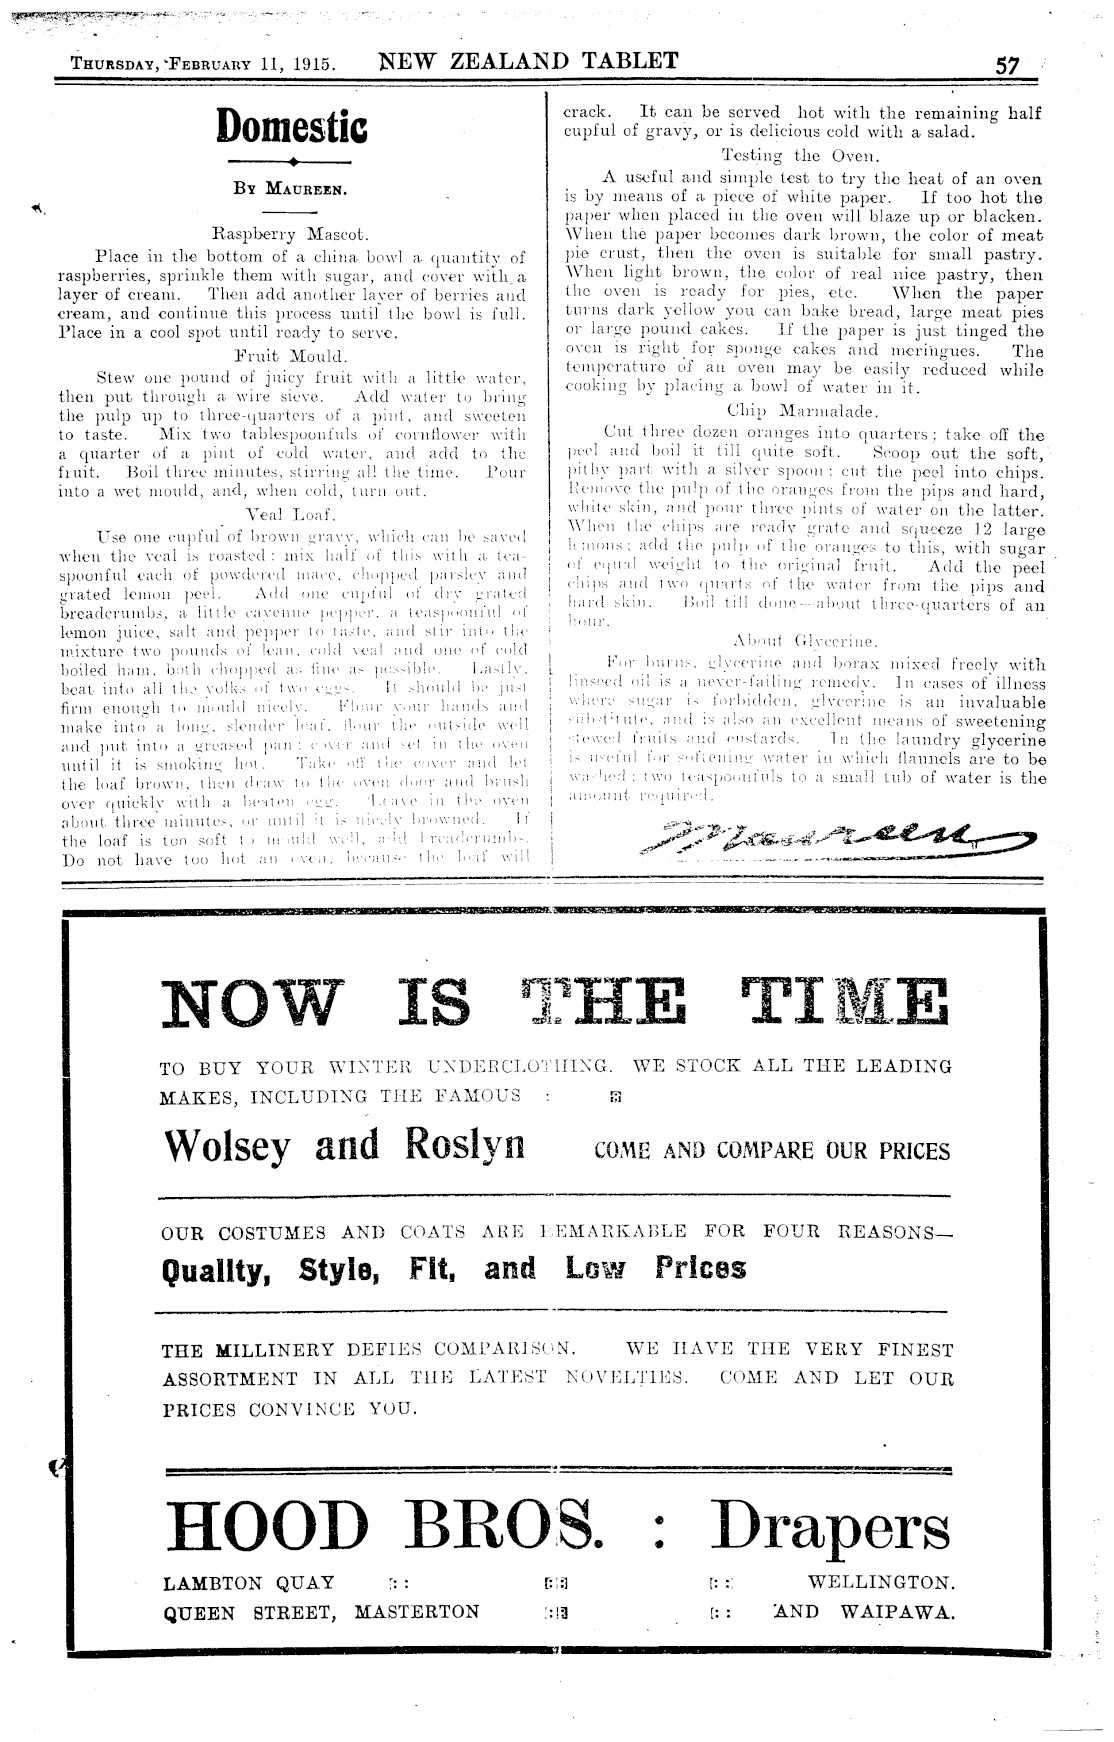 THURSDAY, FEBRUARY 11, 1915. NEW ZEALAND TABLET 57
Domestic
BY MAUREEN.
Raspberry Mascot.
Place in the bottom of a china bowl a quantity of
raspberries, sprinkle them with sugar, and cover with a
layer of cream. Then add another layer of berries and
cream, and continue this process until the bowl is full.
Place in a cool spot until ready to serve.
Fruit Mould.
Stew one pound of juicy fruit with a little water,
then put through a wire sieve. Add water to bring
the pulp up to three-quarters of a pint, and sweeten
to taste. Mix two tablespoonfuls of cornflower with
a quarter of a pint of cold water, and add to the
fruit. Boil three minutes, stirring all the time. Pour
into a wet mould, and, when cold, turn out.
Veal Loaf.
Use one cupful of brown gravy, which can be saved
when the veal is roasted: mix half of this with a tea-
spoonful each of powdered mace, chopped parsley and
grated lemon peel. Add one cupful of dry grated
breadcrumbs, a little cayenne pepper, a teaspoonful of
lemon juice, salt and pepper to taste, and stir into the
mixture two pounds of lean, cold veal and one of cold
boiled ham, both chopped as fine as possible. Lastly,
beat into all the yolks of two eggs. It should be just
firm enough to mould nicely. Flour your hands and
make into a long, slender loaf, flour the outside well
and put into a greased pan; cover and set in the oven
until it is smoking hot. Take off the cover and let
the loaf brown, then draw to the oven door and brush
over quickly with a beaten egg. Leave in the oven
about three minutes, or until it is nicely browned. If
the loaf is too soft to mould well, add breadcrumbs.
Do not have too hot an oven, because the loaf will
crack. It can be served hot with the remaining half
cupful of gravy, or is delicious cold with a salad.
Testing the Oven.
A useful and simple test to try the heat of an oven
is by means of a piece of white paper. If too hot the
paper when placed in the oven will blaze up or blacken.
When the paper becomes dark brown, the color of meat
pie crust, then the oven is suitable for small pastry.
When light brown, the color of real nice pastry, then
the oven is ready for pies, etc. When the paper
turns dark yellow you can bake bread, large meat pies
or large pound cakes. If the paper is just tinged the
oven is right for sponge cakes and meringues. The
temperature of an oven may be easily reduced while
cooking by placing a bowl of water in it.
Chip Marmalade.
Cut three dozen oranges into quarters; take off the
peel and boil it till quite soft. Scoop out the soft,
pithy part with a silver spoon: cut the peel into chips.
Remove the pulp of the oranges from the pips and hard,
white skin, and pour three pints of water on the latter.
When the chips are ready grate and squeeze 12 large
lemons; add the pulp of the oranges to this, with sugar
of equal weight to the original fruit. Add the peel
chips and two quarts of the water from the pips and
hard skin. Boil till done—about three-quarters of an
hour.
About Glycerine.
For burns, glycerine and borax mixed freely with
linseed oil is a never-failing remedy. In cases of illness
where sugar is forbidden, glycerine is an invaluable
substitute, and is also an excellent means of sweetening
stewed fruits and custards. In the laundry glycerine
is useful for softening water in which flannels are to be
washed; two teaspoonfuls to a small tub of water is the
amount required.
Maureen
NOW IS THE TIME
TO BUY YOUR WINTER UNDERCLOTHING. WE STOCK ALL THE LEADING
MAKES, INCLUDING THE FAMOUS :
Wolsey and Roslyn COME AND COMPARE OUR PRICES
OUR COSTUMES AND COATS ARE REMARKABLE FOR FOUR REASONS—
Quality, Style, Fit, and Low Prices
THE MILLINERY DEFIES COMPARISON. WE HAVE THE VERY FINEST
ASSORTMENT IN ALL THE LATEST NOVELTIES. COME AND LET OUR
PRICES CONVINCE YOU.
HOOD BROS. : Drapers
LAMBTON QUAY :: :: :: WELLINGTON.
QUEEN STREET, MASTERTON :: :: AND WAIPAWA.